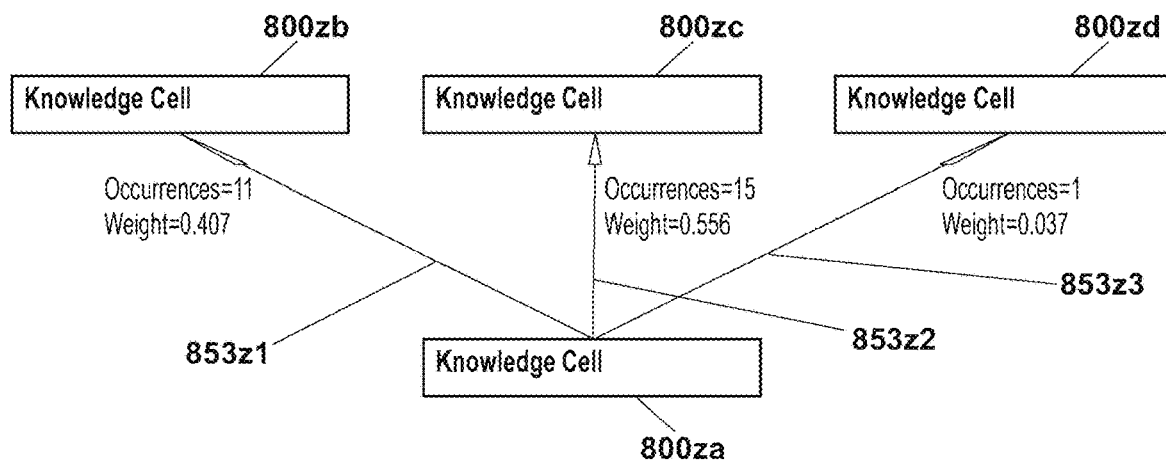 800zb
800zc
800zd
Knowledge Cell
Knowledge Cell
Knowledge Cell
Occurrences=11
Weight=0.407
Occurrences=15
Weight=0.556
Occurrences=1
Weight=0.037
853z3
853z2
853z1
Knowledge Cell
800za